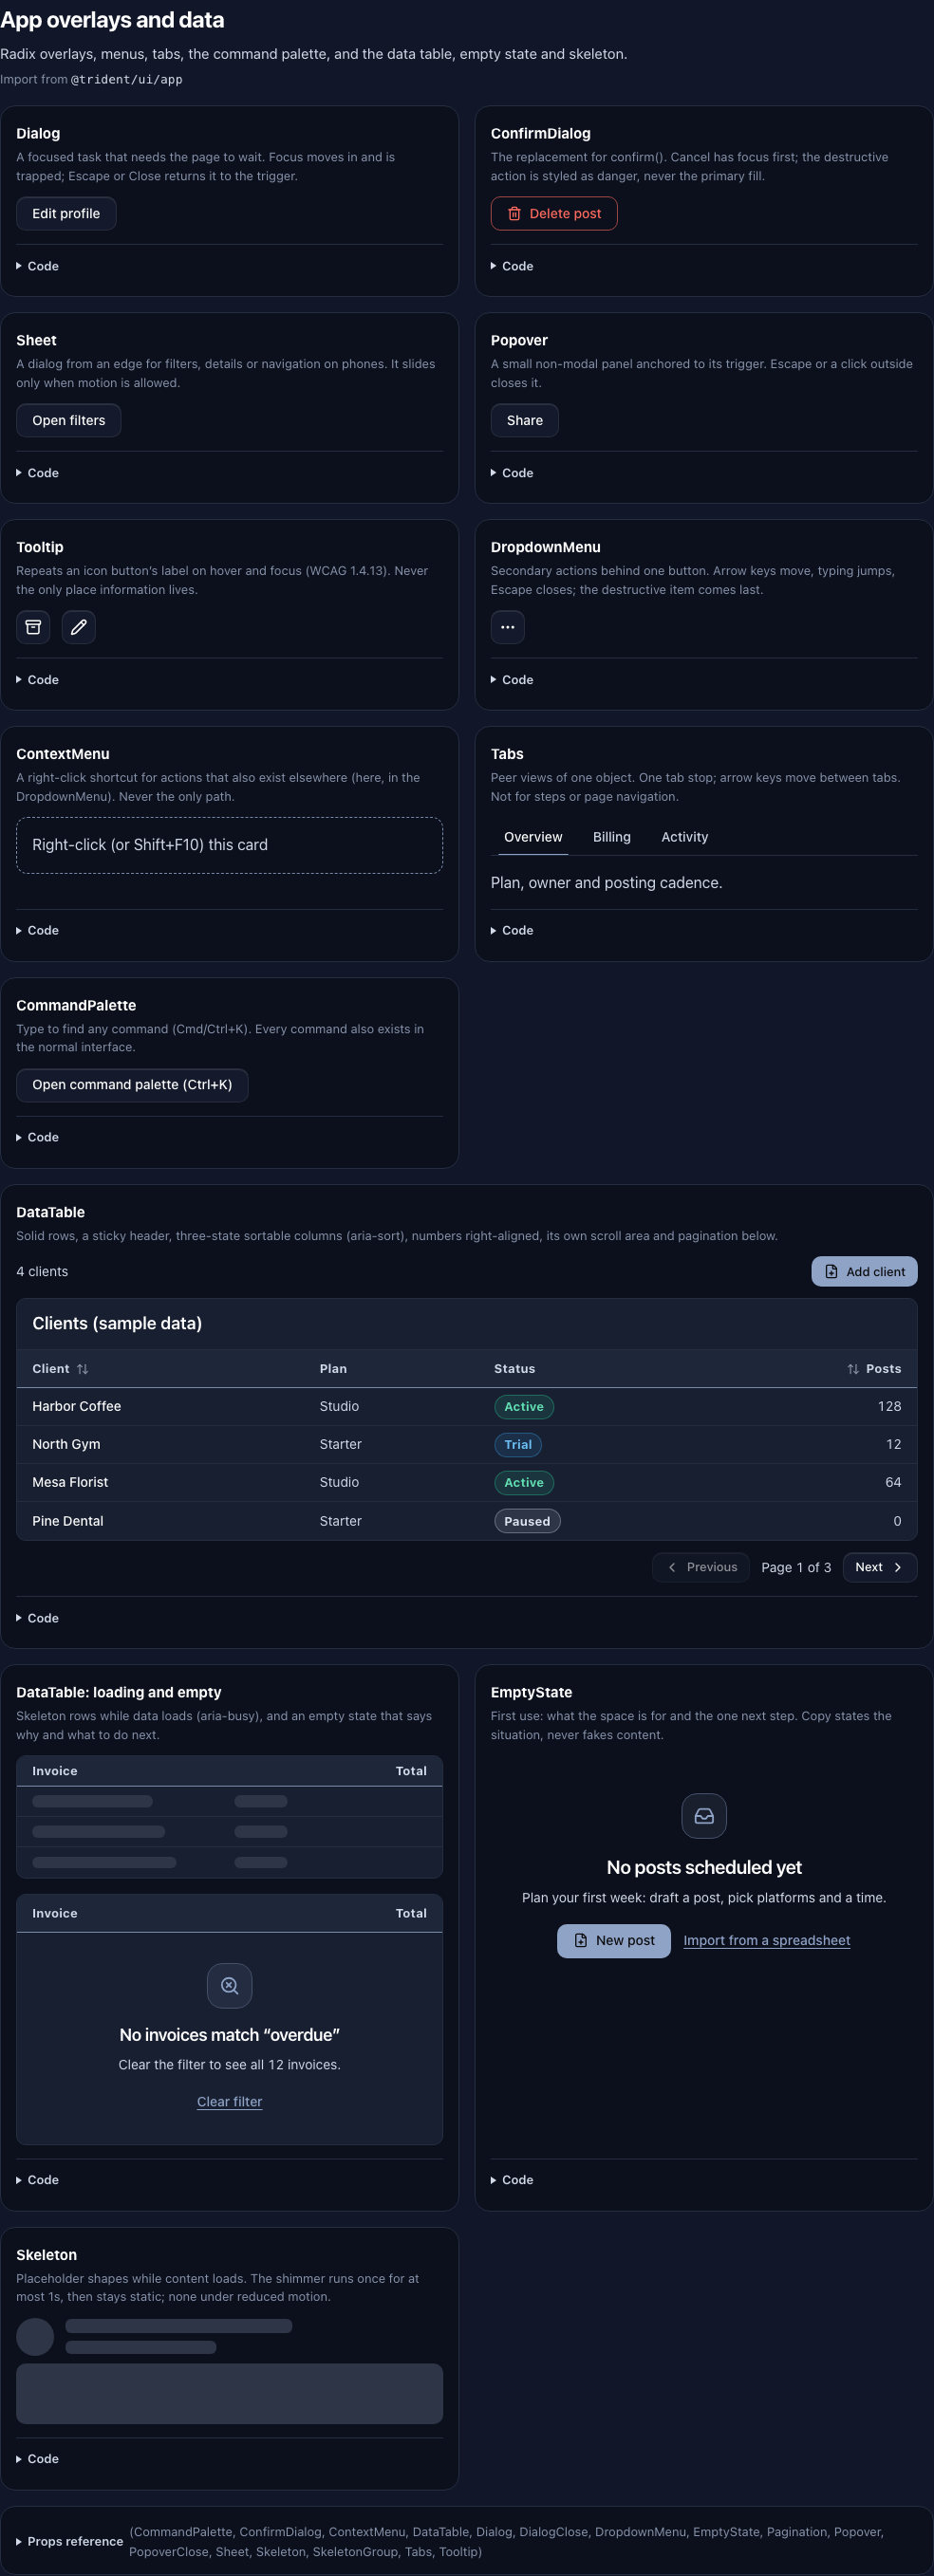 App overlays and data
Radix overlays, menus, tabs, the command palette, and the data table, empty state and skeleton.
Import from @trident/ui/app
Dialog
A focused task that needs the page to wait. Focus moves in and is
trapped; Escape or Close returns it to the trigger.
Edit profile
Code
ConfirmDialog
The replacement for confirm(). Cancel has focus first; the destructive
action is styled as danger, never the primary fill.
Delete post
Code
Sheet
A dialog from an edge for filters, details or navigation on phones. It slides
only when motion is allowed.
Open filters
Code
Popover
A small non-modal panel anchored to its trigger. Escape or a click outside
closes it.
Share
Code
Tooltip
Repeats an icon button's label on hover and focus (WCAG 1.4.13). Never
the only place information lives.
Code
DropdownMenu
Secondary actions behind one button. Arrow keys move, typing jumps,
Escape closes; the destructive item comes last.
Code
ContextMenu
A right-click shortcut for actions that also exist elsewhere (here, in the
DropdownMenu). Never the only path.
Right-click (or Shift+F10) this card
Code
Tabs
Peer views of one object. One tab stop; arrow keys move between tabs.
Not for steps or page navigation.
Overview Billing Activity
Plan, owner and posting cadence.
Code
CommandPalette
Type to find any command (Cmd/Ctrl+K). Every command also exists in
the normal interface.
Open command palette (Ctrl+K)
Code
DataTable
Solid rows, a sticky header, three-state sortable columns (aria-sort), numbers right-aligned, its own scroll area and pagination below.
4 clients Add client
Clients (sample data)
Client Plan Status Posts
Harbor Coffee Studio Active 128
North Gym Starter Trial 12
Mesa Florist Studio Active 64
Pine Dental Starter Paused 0
Previous Page 1 of 3 Next
Code
DataTable: loading and empty
Skeleton rows while data loads (aria-busy), and an empty state that says
why and what to do next.
Invoice Total
Invoice Total
No invoices match “overdue”
Clear the filter to see all 12 invoices.
Clear filter
Code
EmptyState
First use: what the space is for and the one next step. Copy states the
situation, never fakes content.
No posts scheduled yet
Plan your first week: draft a post, pick platforms and a time.
New post Import from a spreadsheet
Code
Skeleton
Placeholder shapes while content loads. The shimmer runs once for at
most 1s, then stays static; none under reduced motion.
Code
Props reference (CommandPalette, ConfirmDialog, ContextMenu, DataTable, Dialog, DialogClose, DropdownMenu, EmptyState, Pagination, Popover,
PopoverClose, Sheet, Skeleton, SkeletonGroup, Tabs, Tooltip)